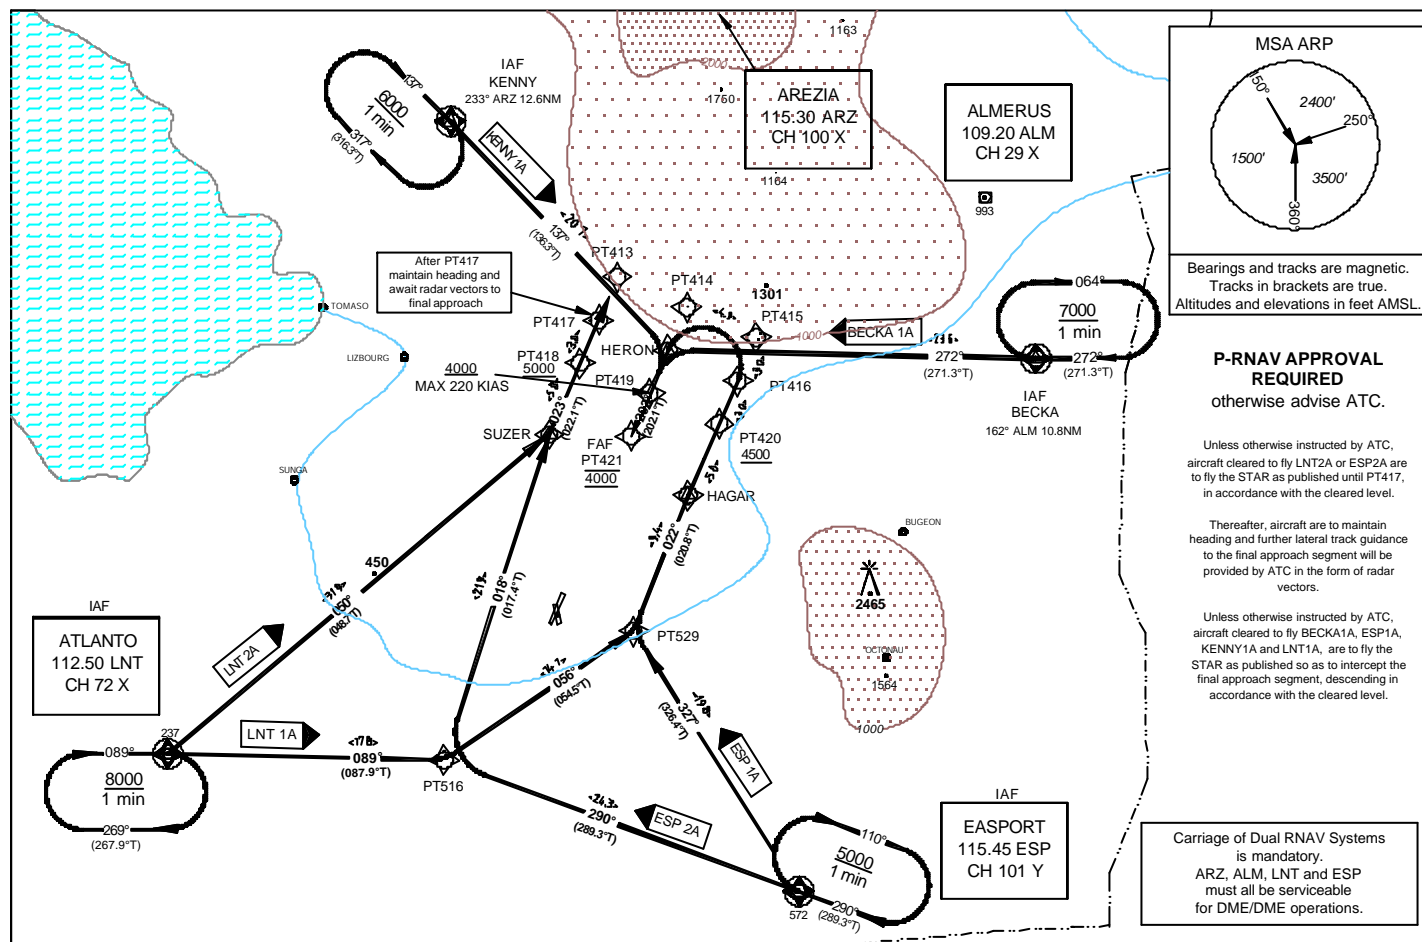 IAF
KENNY
233° ARZ 12.6NM
137°
6000
1 min
317°
(316.3°T)
KENNY 1A
137°
(136.3°T)
1163
2000
1760
AREZIA
115.30 ARZ
CH 100 X
1164
ALMERUS
109.20 ALM
CH 29 X
993
MSA ARP
150°
2400'
250°
1500'
3500'
360°
Bearings and tracks are magnetic.
Tracks in brackets are true.
Altitudes and elevations in feet AMSL.
After PT417
maintain heading and
await radar vectors to
final approach
PT413
PT414
1301
PT415
1000
BECKA 1A
064°
7000
1 min
272°
(271.3°T)
272°
(271.3°T)
IAF
BECKA
162° ALM 10.8NM
TOMASO
LIZBOURG
PT417
HERON
PT418
5000
4000
MAX 220 KIAS
PT419
PT416
023°
(022.1°T)
202°
(202.1°T)
SUZER
FAF
PT421
4000
PT420
4500
HAGAR
SUNGA
P-RNAV APPROVAL
REQUIRED
otherwise advise ATC.
Unless otherwise instructed by ATC,
aircraft cleared to fly LNT2A or ESP2A are
to fly the STAR as published until PT417,
in accordance with the cleared level.
Thereafter, aircraft are to maintain
heading and further lateral track guidance
to the final approach segment will be
provided by ATC in the form of radar
vectors.
Unless otherwise instructed by ATC,
aircraft cleared to fly BECKA1A, ESP1A,
KENNY1A and LNT1A, are to fly the
STAR as published so as to intercept the
final approach segment, descending in
accordance with the cleared level.
022°
(020.8°T)
BUGEON
2465
OCTONAU
1564
1000
450
050°
(048.7°T)
018°
(017.4°T)
PT529
056°
(054.5°T)
327°
(326.4°T)
IAF
ATLANTO
112.50 LNT
CH 72 X
LNT 2A
237
LNT 1A
089°
(087.9°T)
089°
8000
1 min
269°
(267.9°T)
PT516
ESP 1A
<24.3>
290°
(289.3°T)
ESP 2A
110°
5000
1 min
290°
(289.3°T)
572
IAF
EASPORT
115.45 ESP
CH 101 Y
Carriage of Dual RNAV Systems
is mandatory.
ARZ, ALM, LNT and ESP
must all be serviceable
for DME/DME operations.